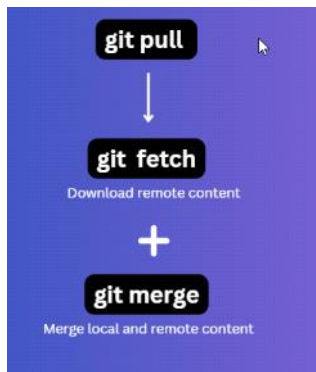 git pull
git fetch
Download remote content
+
git merge
Merge local and remote content